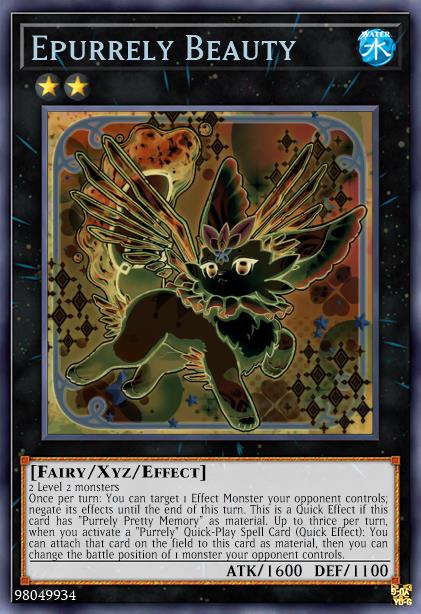 Epurrely Beauty
WATER
水
[Fairy/Xyz/Effect]
2 Level 2 monsters
Once per turn: You can target 1 Effect Monster your opponent controls;
negate its effects until the end of this turn. This is a Quick Effect if this
card has "Purrely Pretty Memory" as material. Up to thrice per turn,
when you activate a "Purrely" Quick-Play Spell Card (Quick Effect): You
can attach that card on the field to this card as material, then you can
change the battle position of 1 monster your opponent controls.
ATK/1600 DEF/1100
98049934